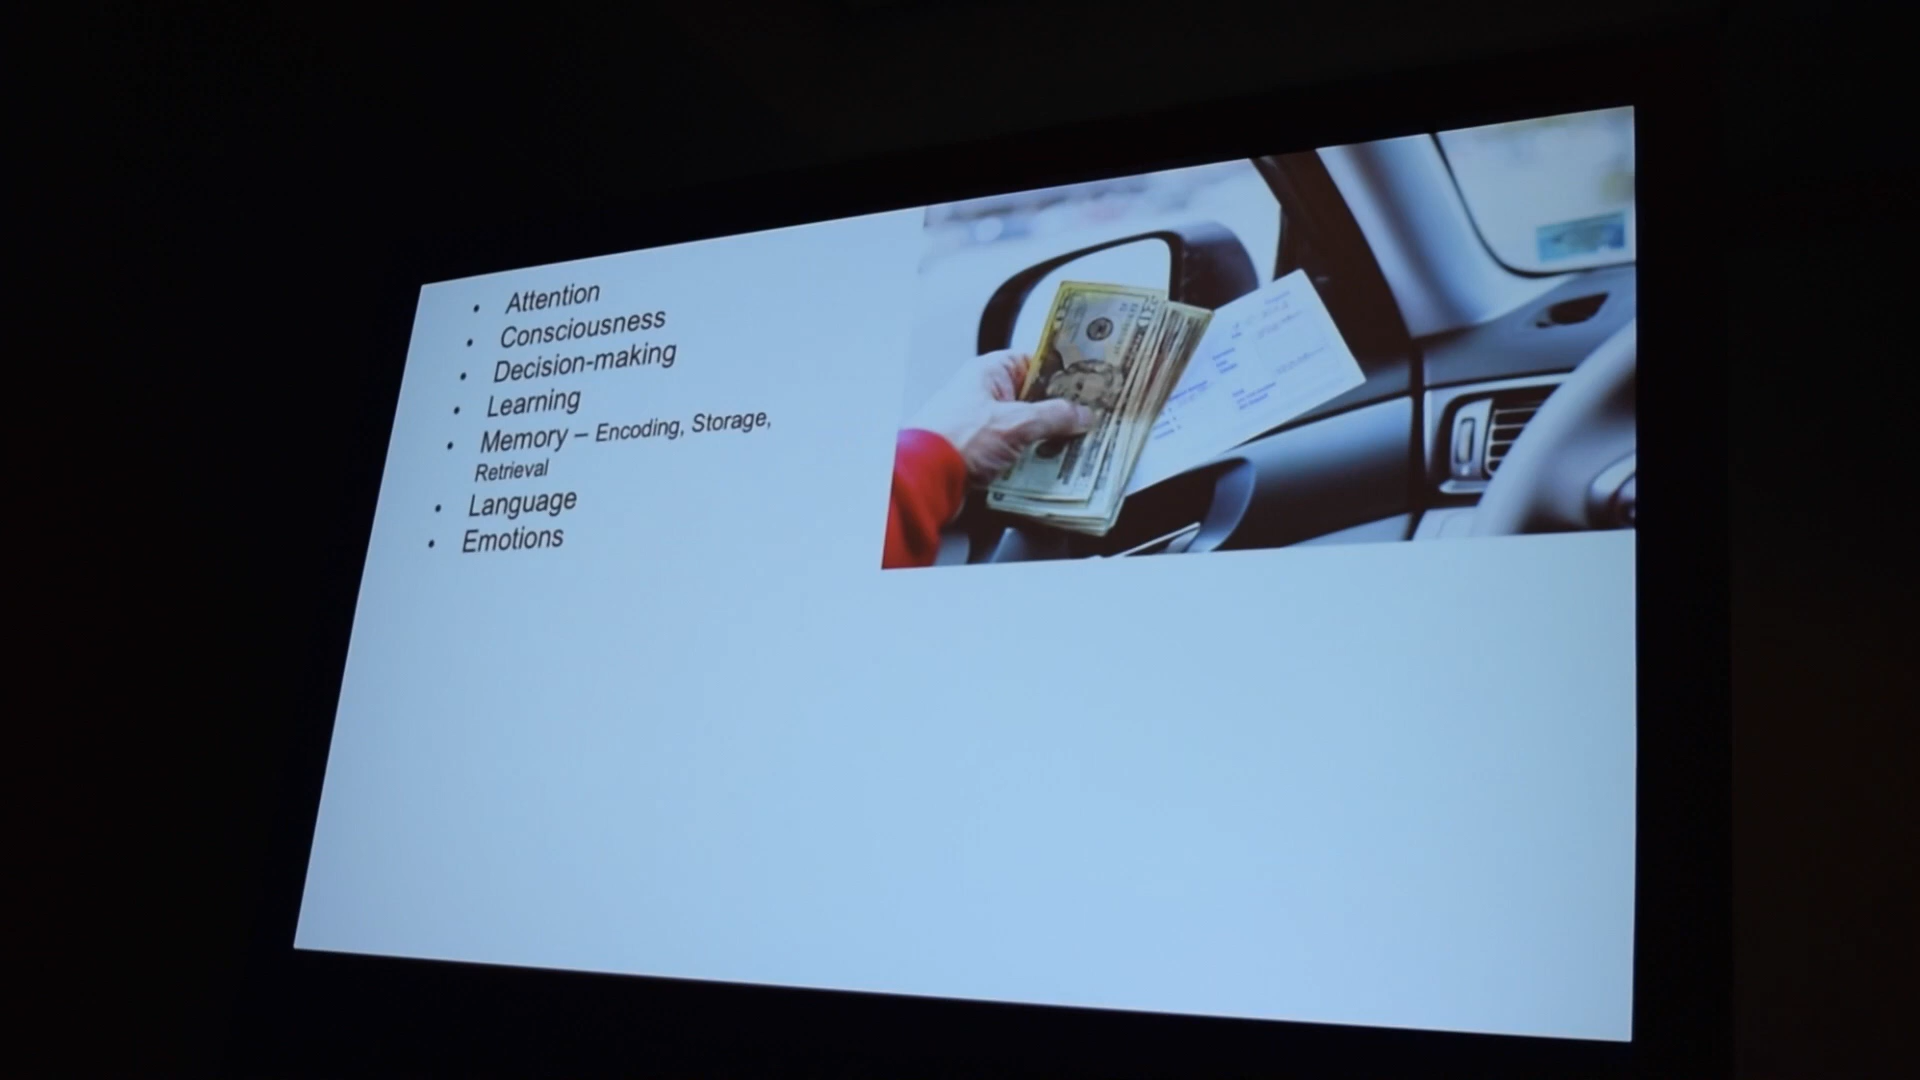 • Attention
• Consciousness
• Decision-making
• Learning
• Memory – Encoding, Storage,
Retrieval
• Language
• Emotions